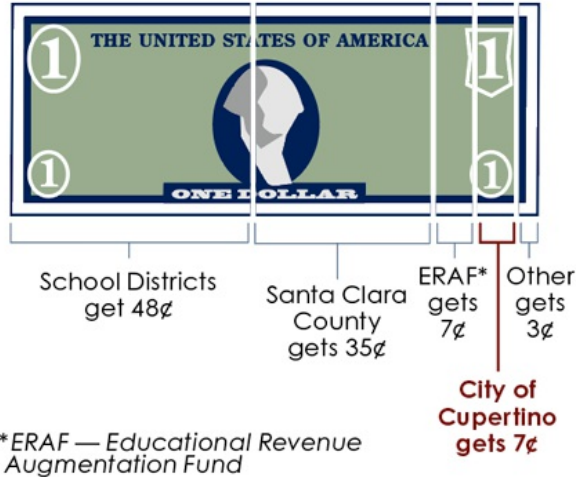 1
THE UNITED STATES OF AMERICA
1
1
ONE DOLLAR
1
School Districts
get 48¢
Santa Clara
County
gets 35¢
ERAF*
gets
7¢
Other
gets
3¢
City of
Cupertino
gets 7¢
*ERAF — Educational Revenue
Augmentation Fund